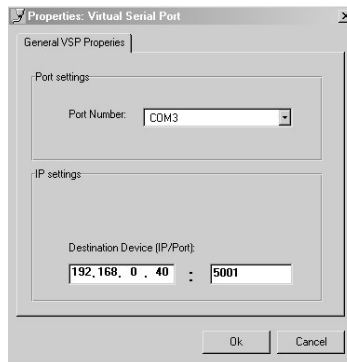 Properties: Virtual Serial Port
General VSP Properies
Port settings
Port Number: COM3
IP settings
Destination Device (IP/Port):
192.168. 0 . 40 : 5001
Ok Cancel